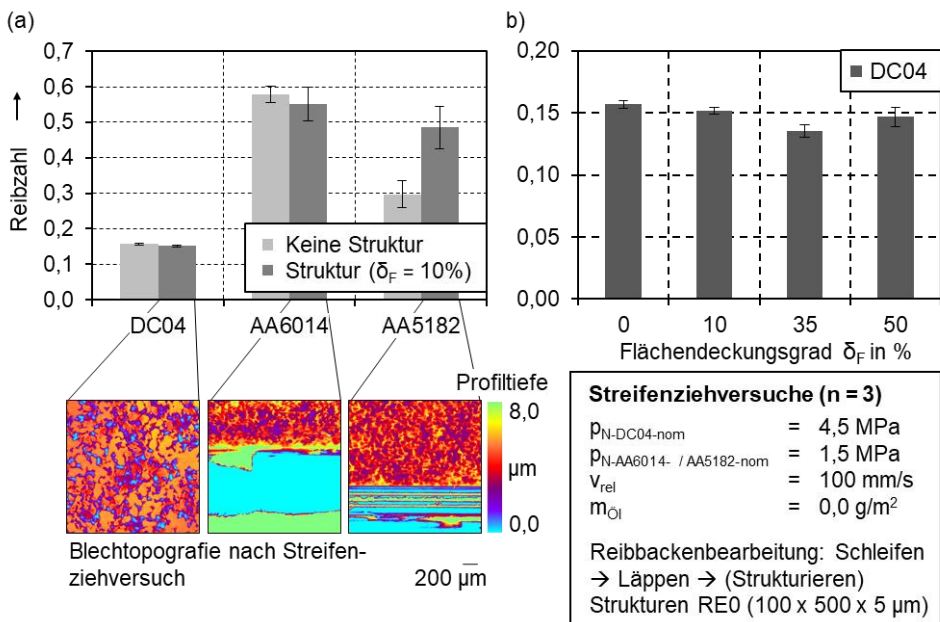 (a)
0,7
0,6
0,5
0,4
0,3
0,2
0,1
0,0
Reibzahl
Keine Struktur
Struktur (δF = 10%)
DC04 AA6014 AA5182
Profiltiefe
8,0
µm
0,0
Blechtopografie nach Streifen-
ziehversuch
200 µm
b)
0,20
0,15
0,10
0,05
0,00
DC04
0 10 35 50
Flächendeckungsgrad δF in %
Streifenziehversuche (n = 3)
pN-DC04-nom = 4,5 MPa
pN-AA6014- / AA5182-nom = 1,5 MPa
vrel = 100 mm/s
mÖl = 0,0 g/m²
Reibbackenbearbeitung: Schleifen
→ Läppen → (Strukturieren)
Strukturen RE0 (100 x 500 x 5 µm)